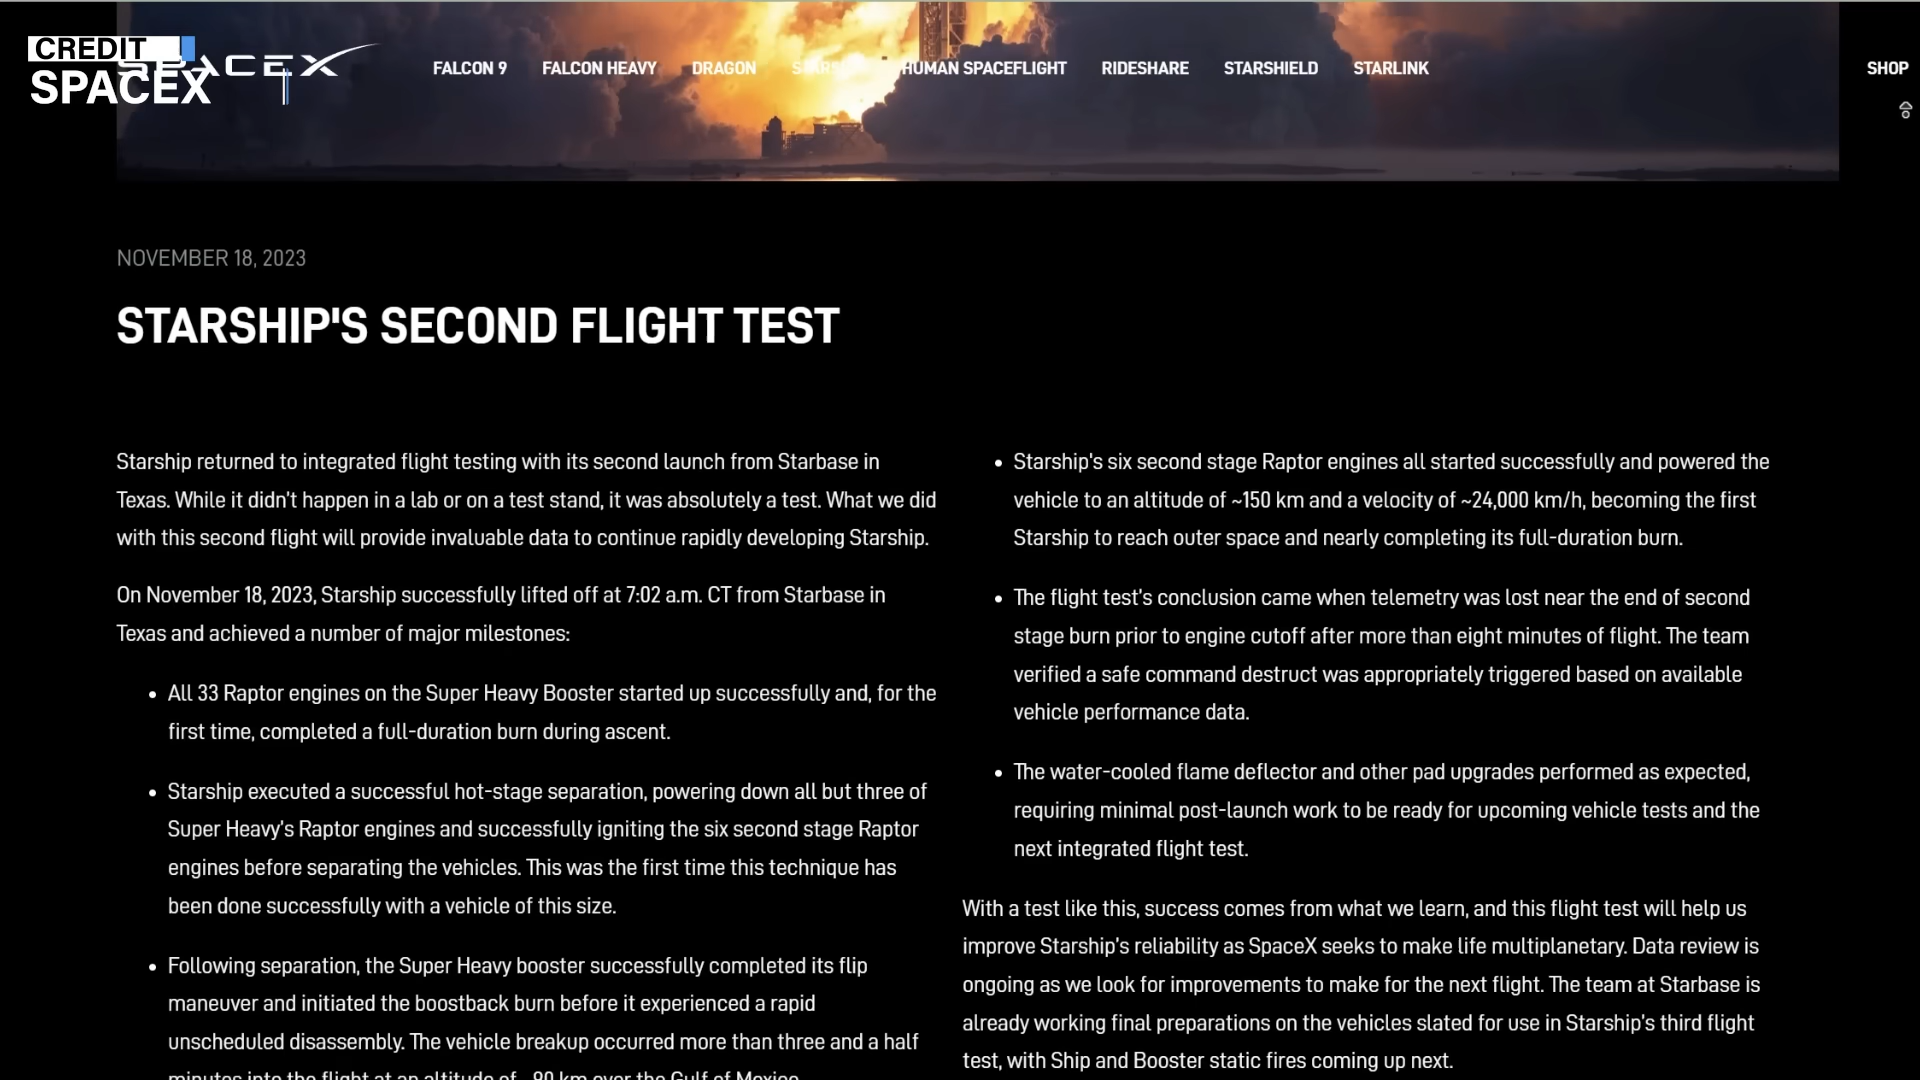 CREDIT
SPACEX
SPACEX
FALCON 9 FALCON HEAVY DRAGON STARSHIP HUMAN SPACEFLIGHT RIDESHARE STARSHIELD STARLINK SHOP
NOVEMBER 18, 2023
STARSHIP'S SECOND FLIGHT TEST
Starship returned to integrated flight testing with its second launch from Starbase in
Texas. While it didn't happen in a lab or on a test stand, it was absolutely a test. What we did
with this second flight will provide invaluable data to continue rapidly developing Starship.
On November 18, 2023, Starship successfully lifted off at 7:02 a.m. CT from Starbase in
Texas and achieved a number of major milestones:
• All 33 Raptor engines on the Super Heavy Booster started up successfully and, for the
first time, completed a full-duration burn during ascent.
• Starship executed a successful hot-stage separation, powering down all but three of
Super Heavy's Raptor engines and successfully igniting the six second stage Raptor
engines before separating the vehicles. This was the first time this technique has
been done successfully with a vehicle of this size.
• Following separation, the Super Heavy booster successfully completed its flip
maneuver and initiated the boostback burn before it experienced a rapid
unscheduled disassembly. The vehicle breakup occurred more than three and a half
minutes into the flight at an altitude of ~90 km over the Gulf of Mexico.
• Starship's six second stage Raptor engines all started successfully and powered the
vehicle to an altitude of ~150 km and a velocity of ~24,000 km/h, becoming the first
Starship to reach outer space and nearly completing its full-duration burn.
• The flight test's conclusion came when telemetry was lost near the end of second
stage burn prior to engine cutoff after more than eight minutes of flight. The team
verified a safe command destruct was appropriately triggered based on available
vehicle performance data.
• The water-cooled flame deflector and other pad upgrades performed as expected,
requiring minimal post-launch work to be ready for upcoming vehicle tests and the
next integrated flight test.
With a test like this, success comes from what we learn, and this flight test will help us
improve Starship's reliability as SpaceX seeks to make life multiplanetary. Data review is
ongoing as we look for improvements to make for the next flight. The team at Starbase is
already working final preparations on the vehicles slated for use in Starship's third flight
test, with Ship and Booster static fires coming up next.